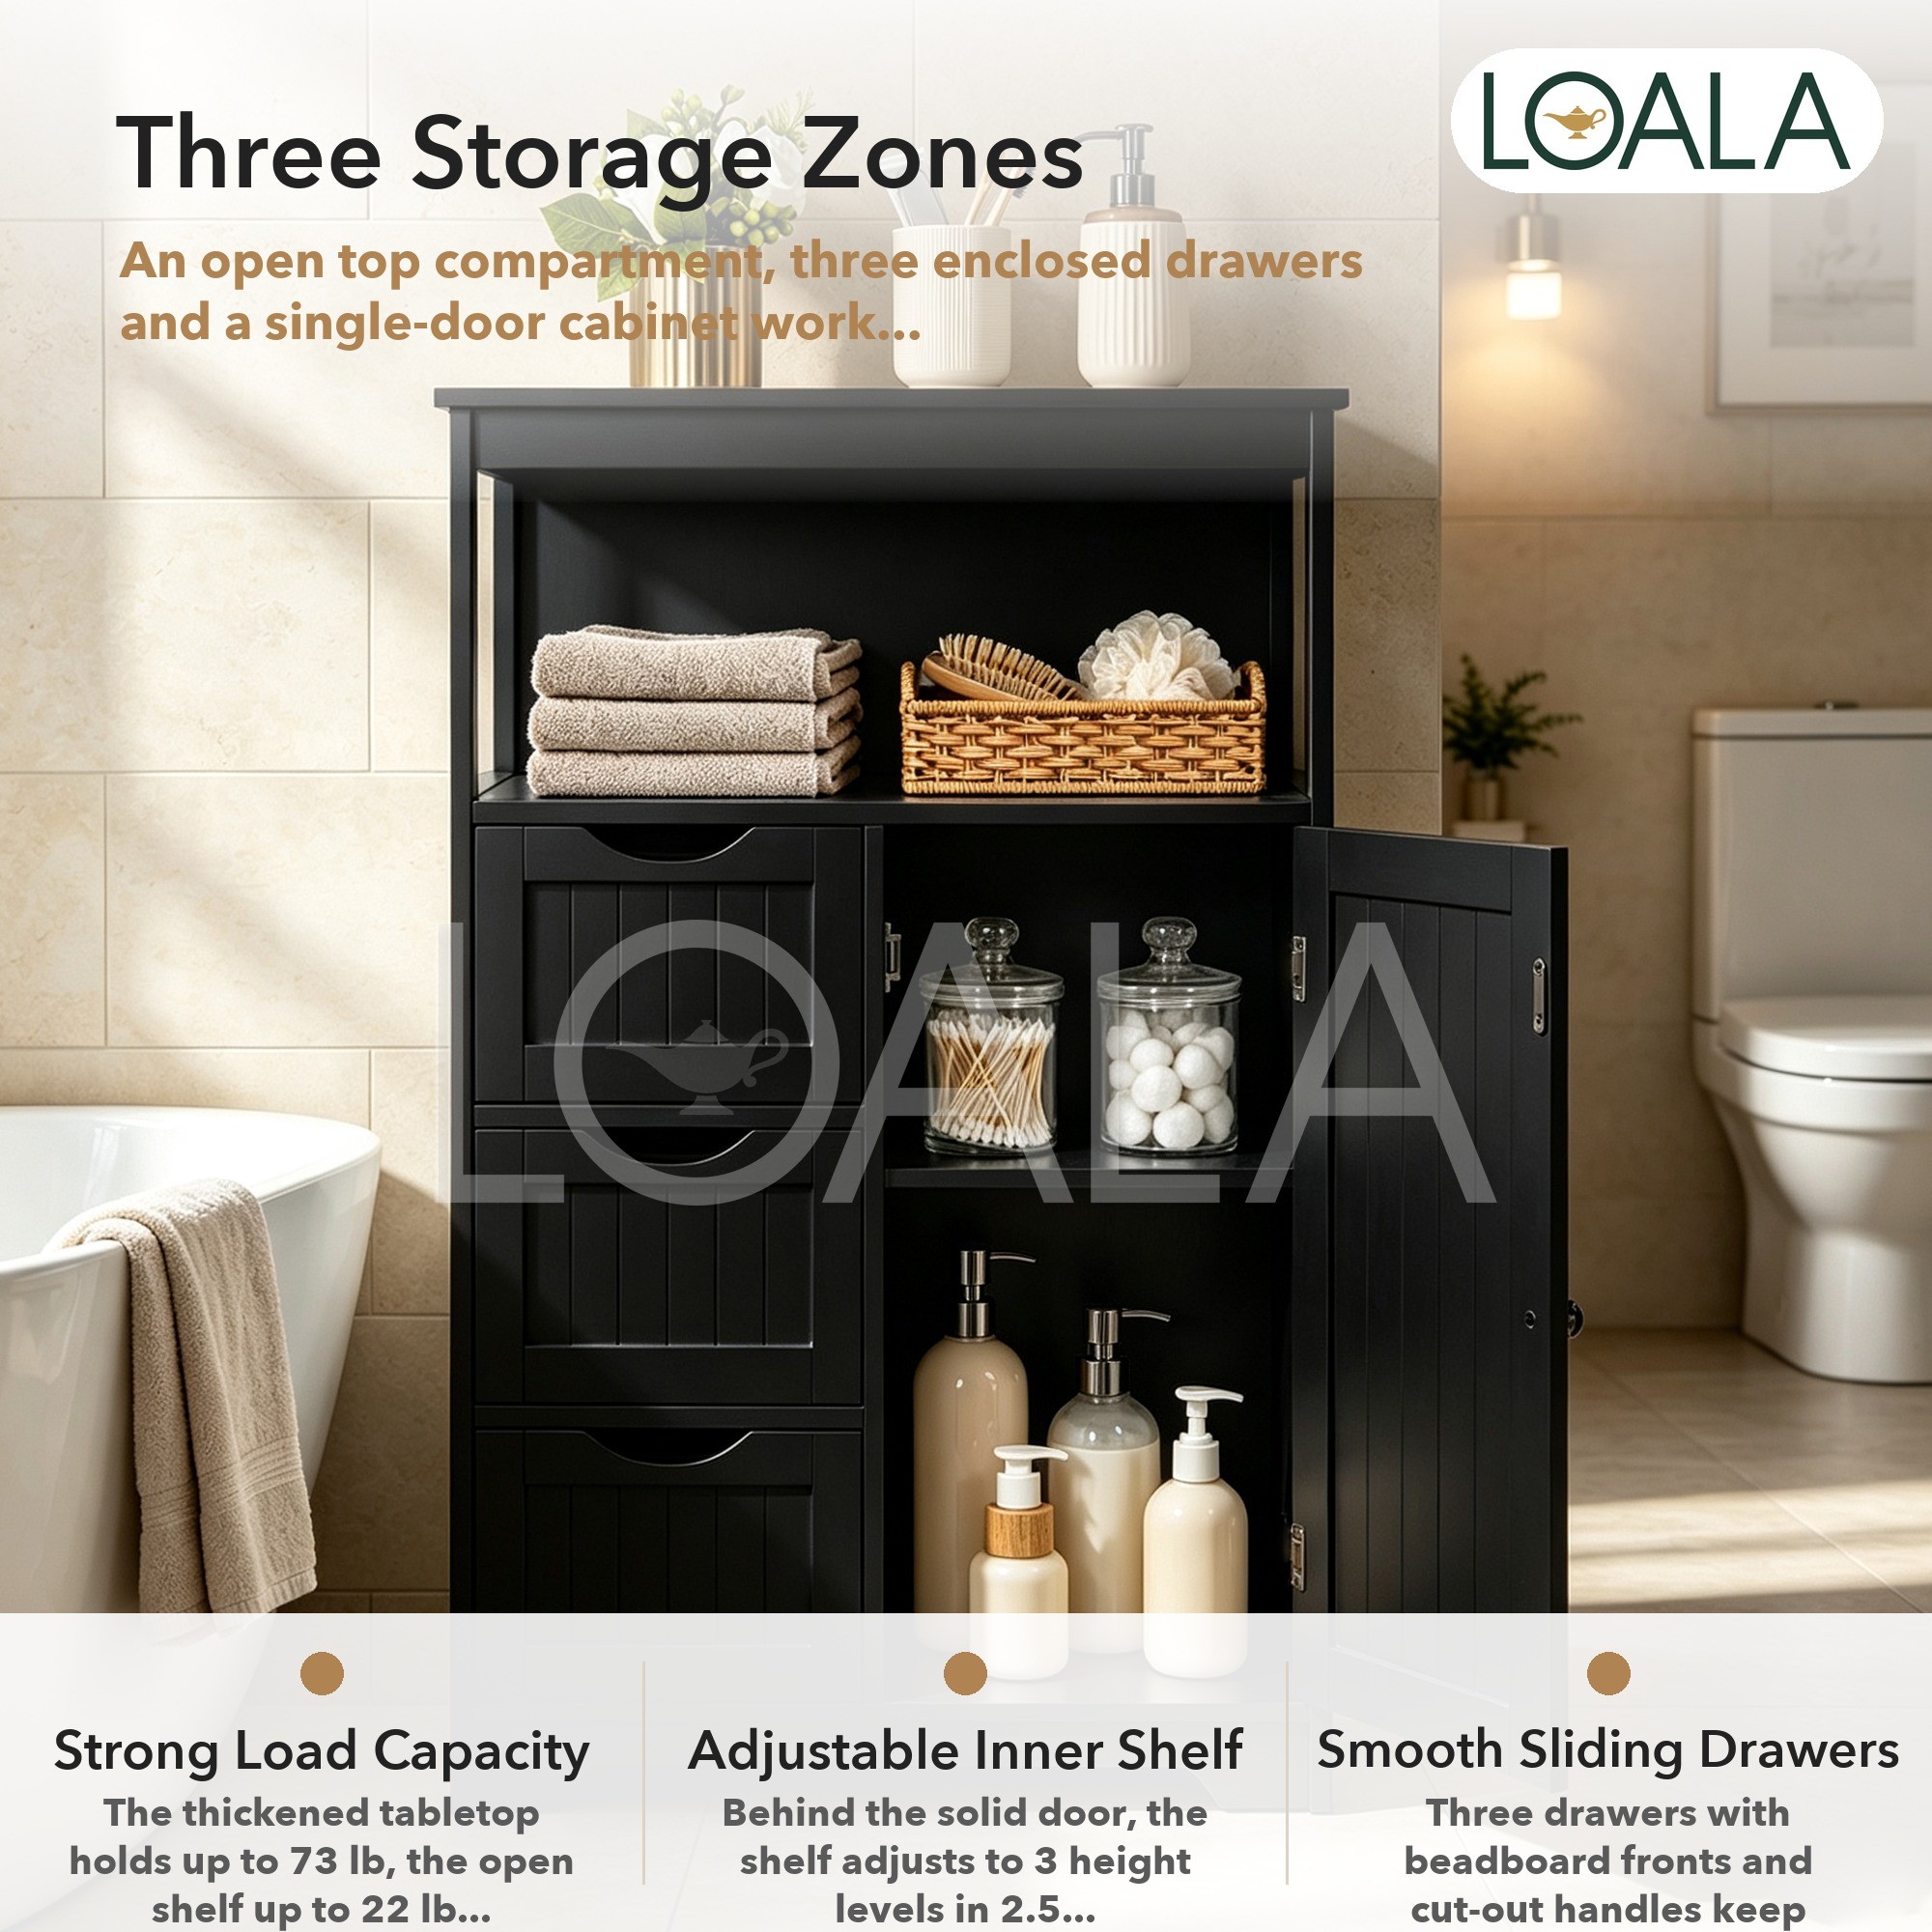 LOALA
Three Storage Zones
An open top compartment, three enclosed drawers
and a single-door cabinet work...
LOALA
Strong Load Capacity
The thickened tabletop
holds up to 73 lb, the open
shelf up to 22 lb...
Adjustable Inner Shelf
Behind the solid door, the
shelf adjusts to 3 height
levels in 2.5...
Smooth Sliding Drawers
Three drawers with
beadboard fronts and
cut-out handles keep